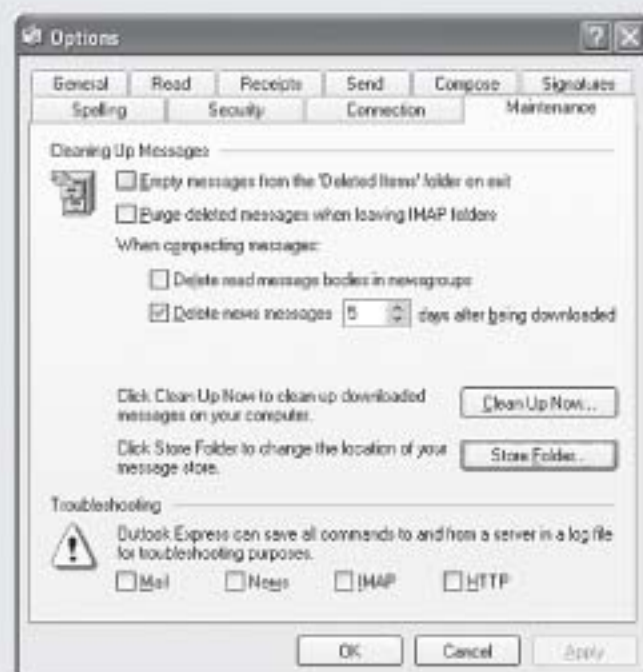 Options
General Read Receipts Send Compose Signatures
Spelling Security Connection Maintenance
Cleaning Up Messages
Empty messages from the 'Deleted Items' folder on exit
Purge deleted messages when leaving IMAP folders
When compacting messages:
Delete read message bodies in newsgroups
Delete news messages 5 days after being downloaded
Click Clean Up Now to clean up downloaded
messages on your computer.
Clean Up Now...
Click Store Folder to change the location of your
message store.
Store Folder...
Troubleshooting
Outlook Express can save all commands to and from a server in a log file
for troubleshooting purposes.
Mail News IMAP HTTP
OK Cancel Apply